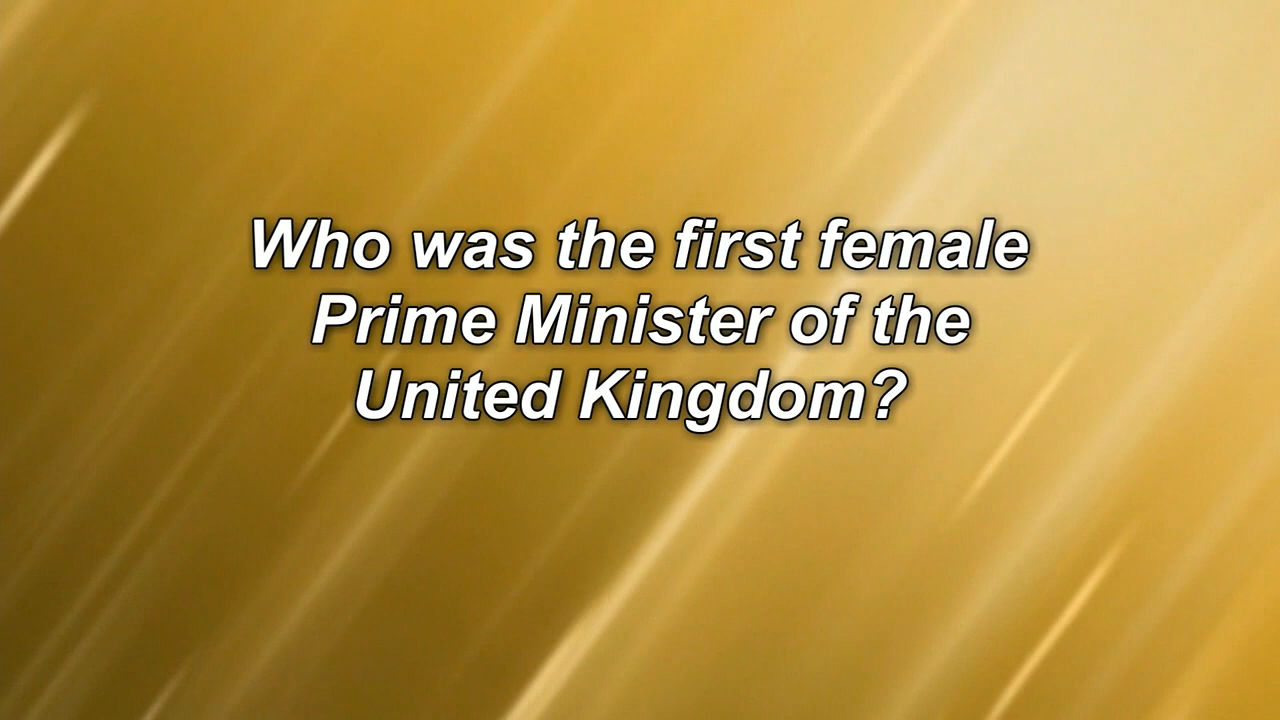 Who was the first female
Prime Minister of the
United Kingdom?